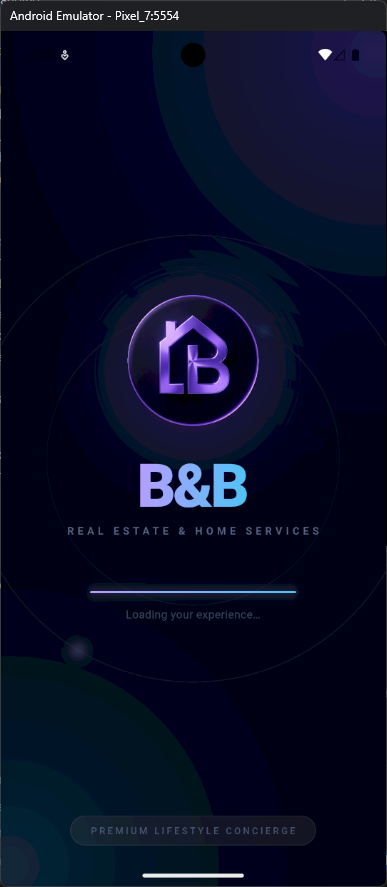 Android Emulator - Pixel_7:5554
B
B&B
REAL ESTATE & HOME SERVICES
Loading your experience...
PREMIUM LIFESTYLE CONCIERGE